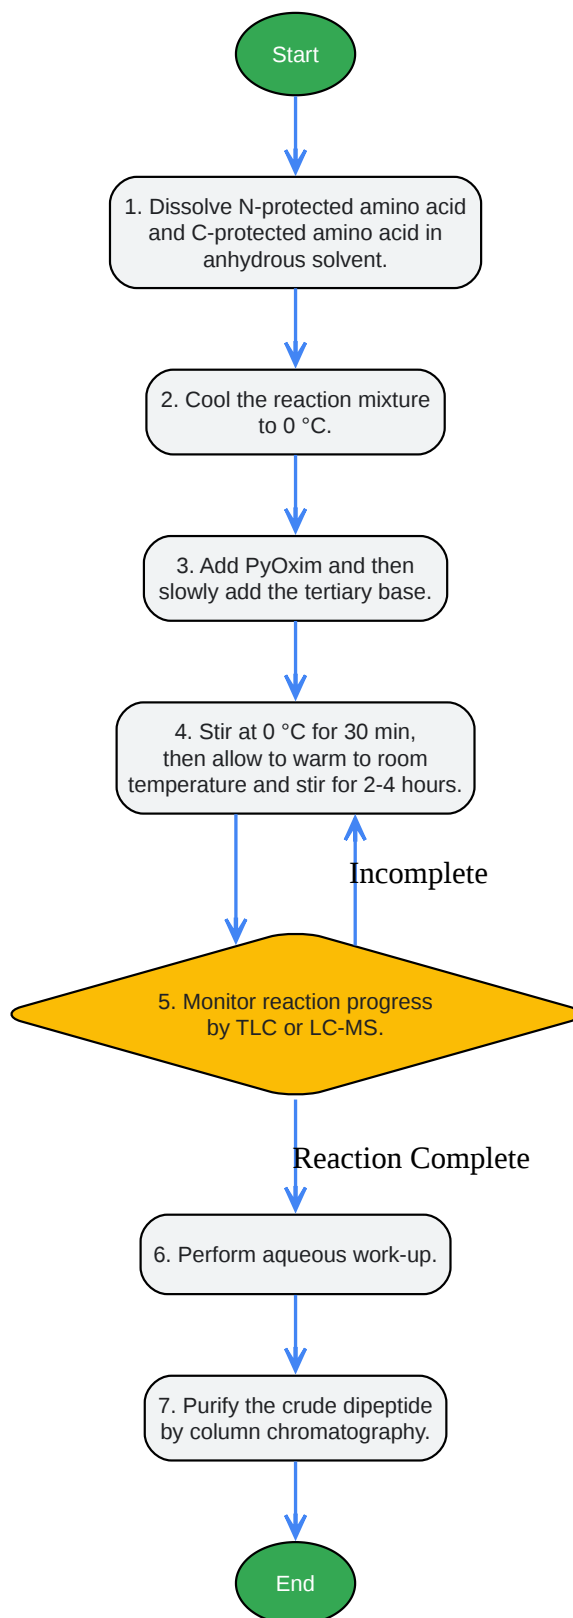 Start
1. Dissolve N-protected amino acid
and C-protected amino acid in
anhydrous solvent.
2. Cool the reaction mixture
to 0 °C.
3. Add PyOxim and then
slowly add the tertiary base.
4. Stir at 0 °C for 30 min,
then allow to warm to room
temperature and stir for 2-4 hours.
Incomplete
5. Monitor reaction progress
by TLC or LC-MS.
Reaction Complete
6. Perform aqueous work-up.
7. Purify the crude dipeptide
by column chromatography.
End